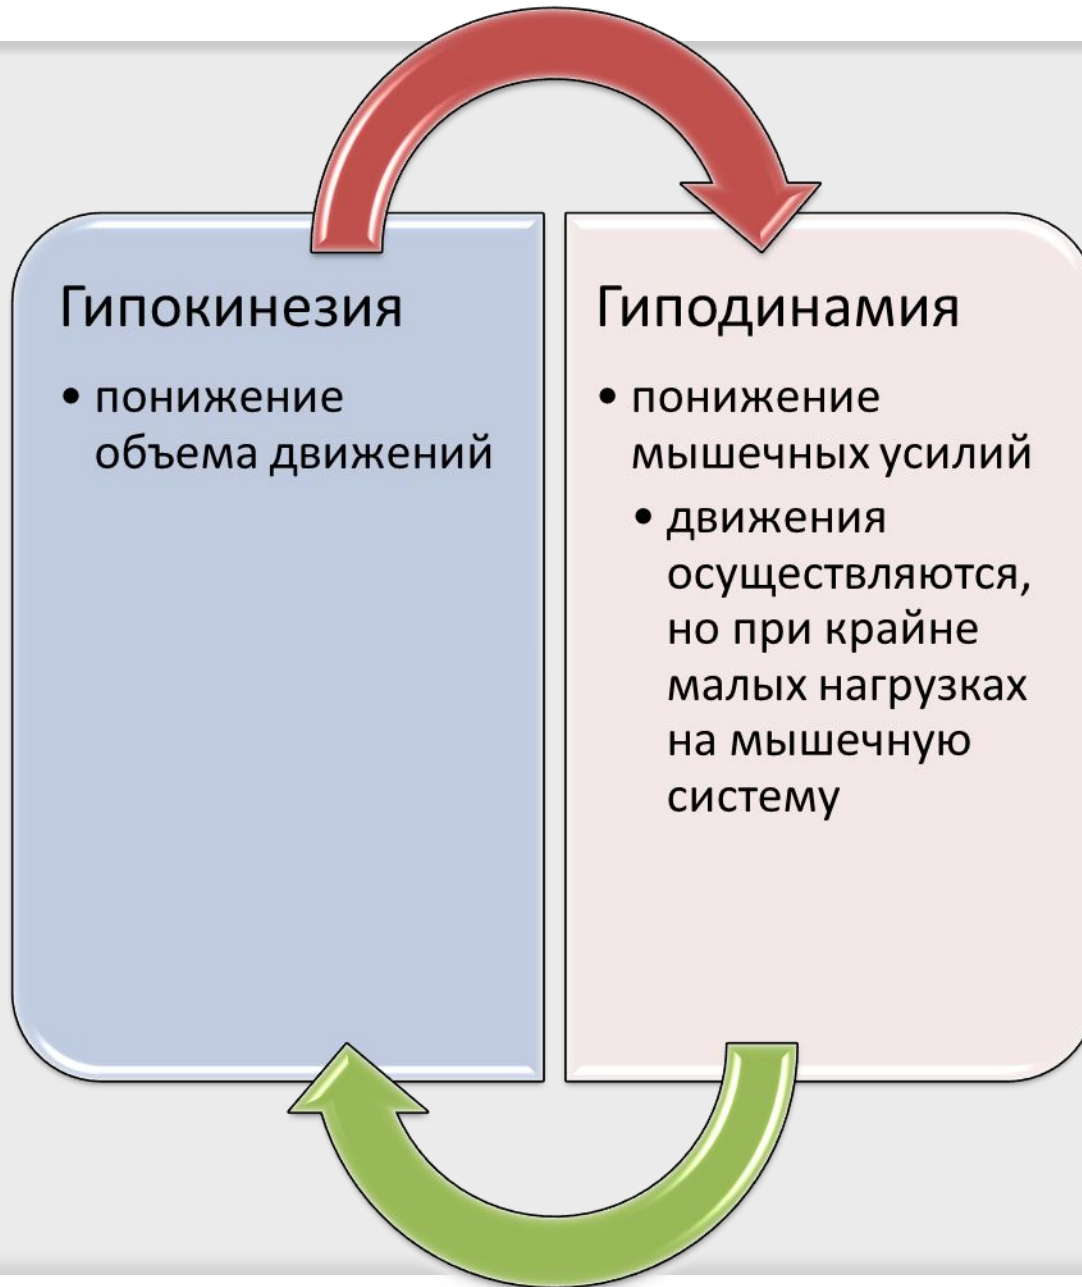 Гипокинезия
• понижение
объема движений
Гиподинамия
• понижение
мышечных усилий
• движения
осуществляются,
но при крайне
малых нагрузках
на мышечную
систему